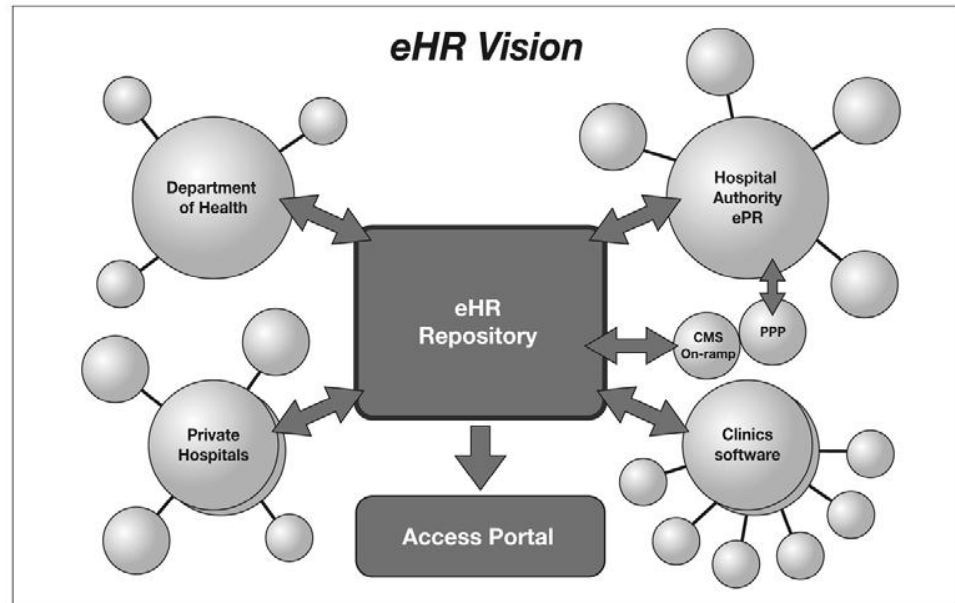 eHR Vision
Department
of Health
Hospital
Authority
ePR
eHR
Repository
CMS
On-ramp
PPP
Private
Hospitals
Clinics
software
Access Portal